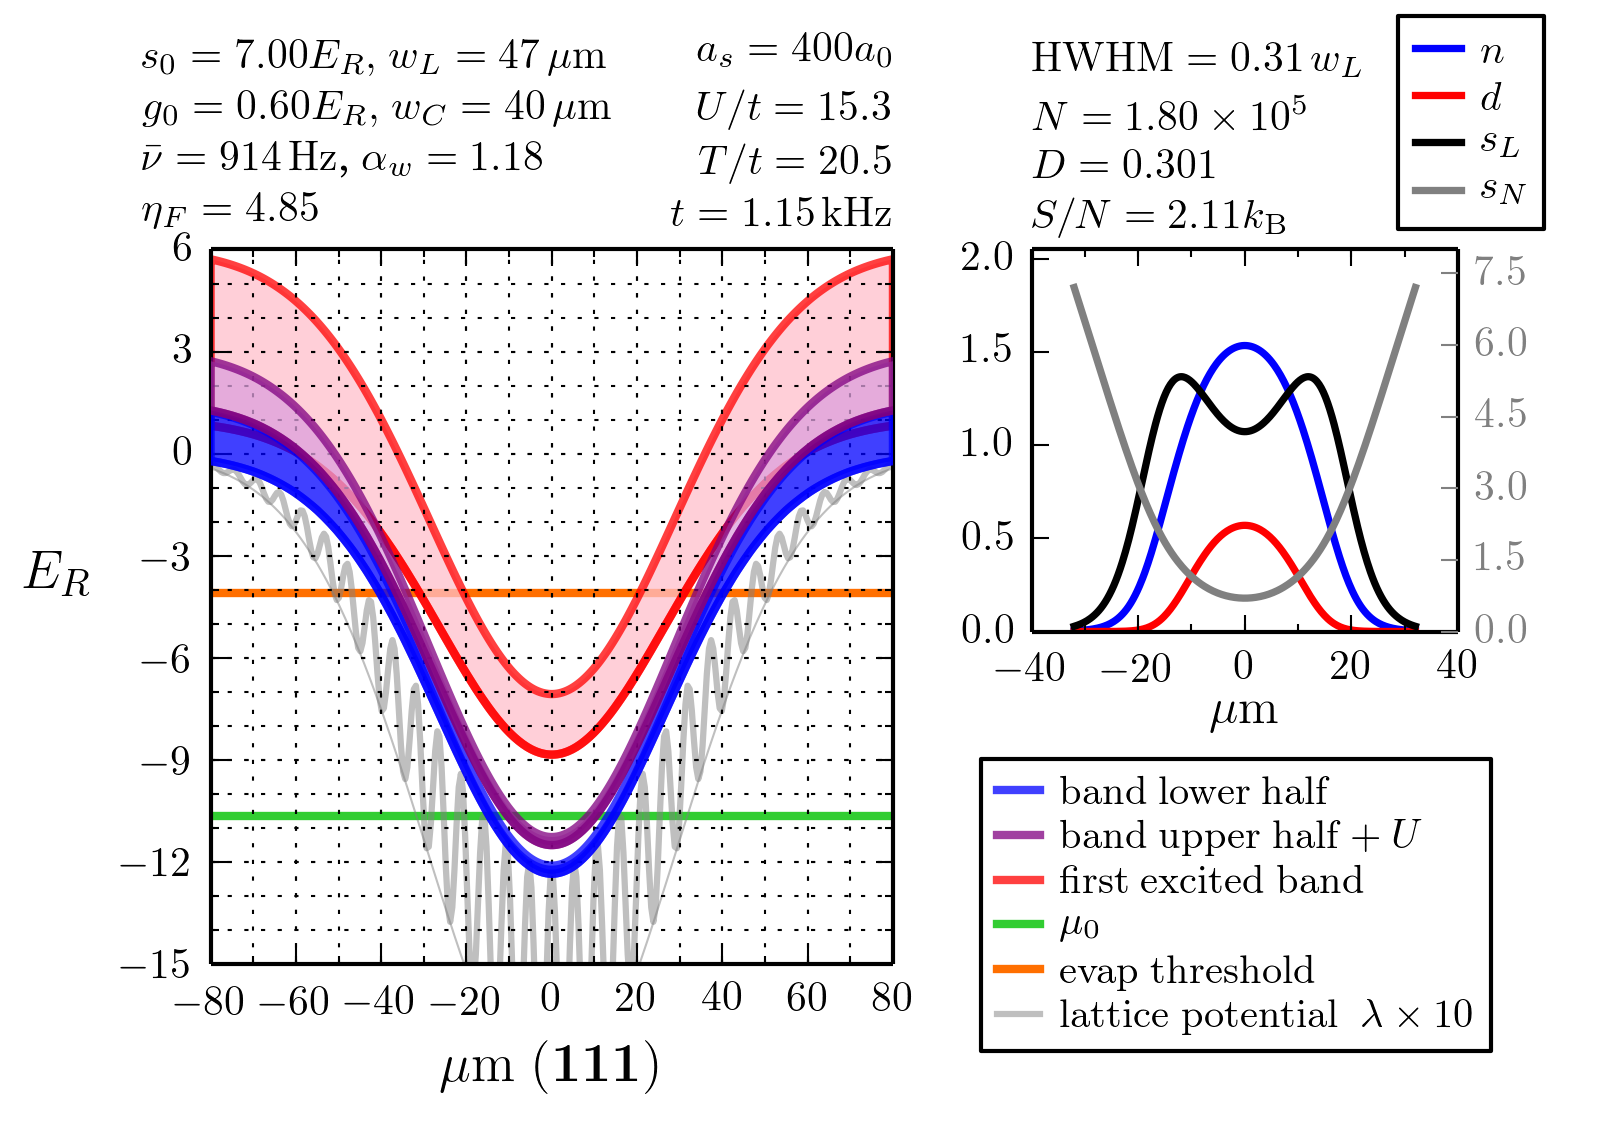 s₀ = 7.00E_R, w_L = 47 μm
g₀ = 0.60E_R, w_C = 40 μm
ν̄ = 914 Hz, α_w = 1.18
η_F = 4.85
a_s = 400a₀
U/t = 15.3
T/t = 20.5
t = 1.15 kHz
HWHM = 0.31 w_L
N = 1.80 × 10⁵
D = 0.301
S/N = 2.11k_B
n
d
s_L
s_N
6
3
0
−3
−6
−9
−12
−15
E_R
−80 −60 −40 −20 0 20 40 60 80
μm (111)
2.0
1.5
1.0
0.5
0.0
7.5
6.0
4.5
3.0
1.5
0.0
−40 −20 0 20 40
μm
band lower half
band upper half + U
first excited band
μ₀
evap threshold
lattice potential λ × 10